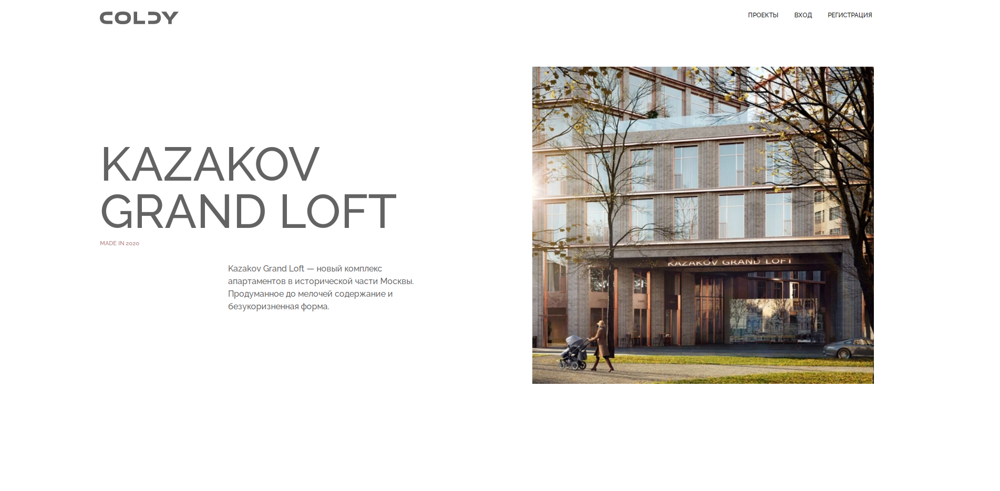 COLDY
ПРОЕКТЫ ВХОД РЕГИСТРАЦИЯ
KAZAKOV
GRAND LOFT
MADE IN 2020
Kazakov Grand Loft — новый комплекс
апартаментов в исторической части Москвы.
Продуманное до мелочей содержание и
безукоризненная форма.
KAZAKOV GRAND LOFT